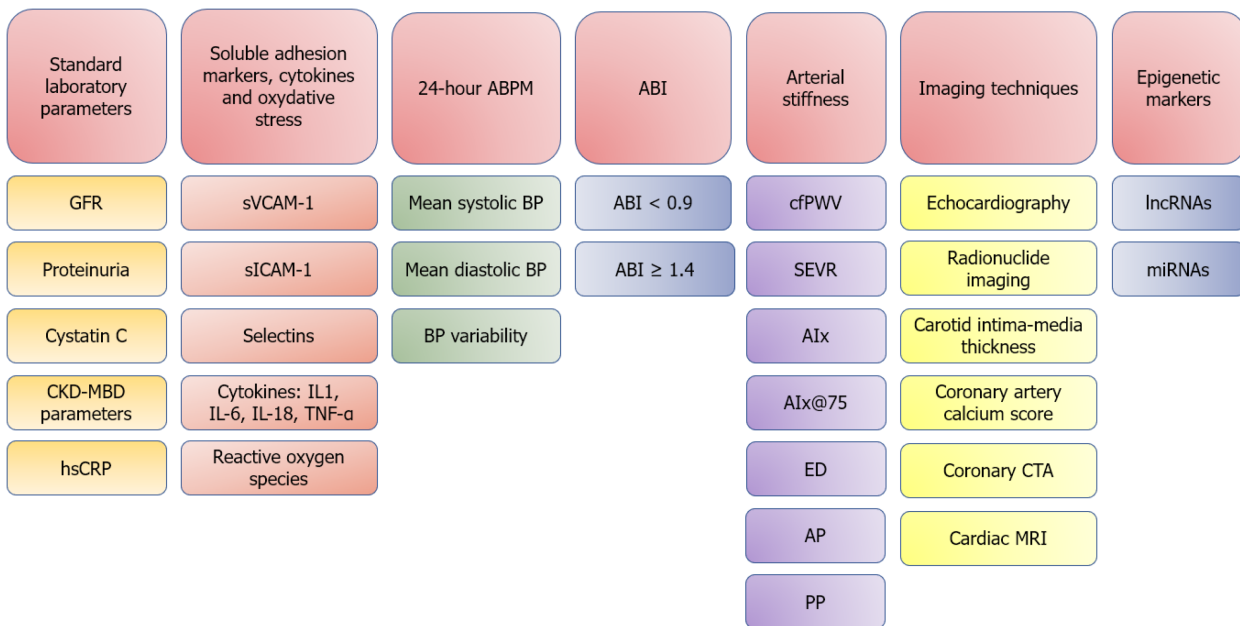 Standard
laboratory
parameters
GFR
Proteinuria
Cystatin C
CKD-MBD
parameters
hsCRP
Soluble adhesion
markers, cytokines
and oxydative
stress
sVCAM-1
sICAM-1
Selectins
Cytokines: IL1,
IL-6, IL-18, TNF-α
Reactive oxygen
species
24-hour ABPM
Mean systolic BP
Mean diastolic BP
BP variability
ABI
ABI < 0.9
ABI ≥ 1.4
Arterial
stiffness
cfPWV
SEVR
AIx
AIx@75
ED
AP
PP
Imaging techniques
Echocardiography
Radionuclide
imaging
Carotid intima-media
thickness
Coronary artery
calcium score
Coronary CTA
Cardiac MRI
Epigenetic
markers
lncRNAs
miRNAs